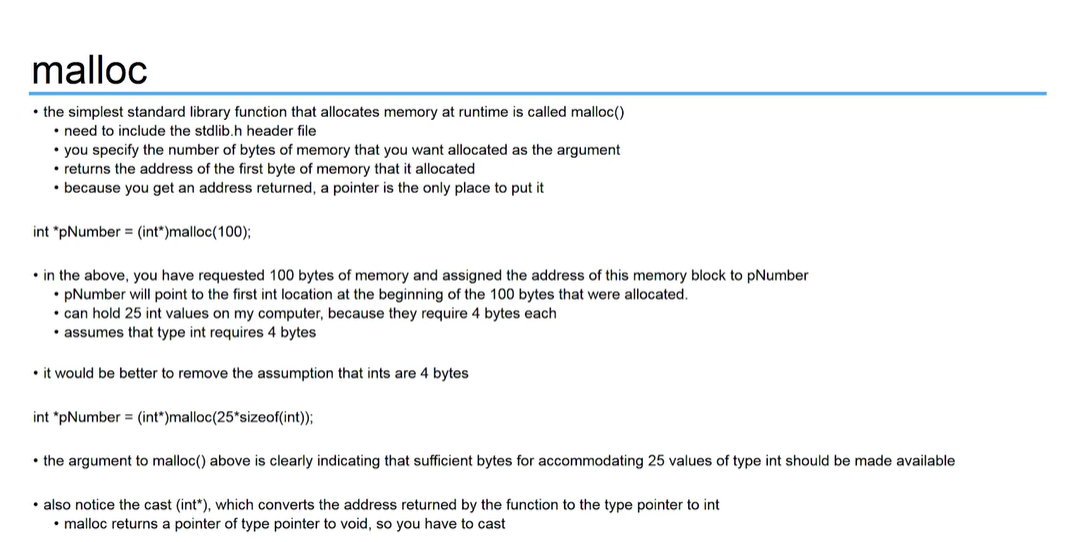 malloc
• the simplest standard library function that allocates memory at runtime is called malloc()
• need to include the stdlib.h header file
• you specify the number of bytes of memory that you want allocated as the argument
• returns the address of the first byte of memory that it allocated
• because you get an address returned, a pointer is the only place to put it
int *pNumber = (int*)malloc(100);
• in the above, you have requested 100 bytes of memory and assigned the address of this memory block to pNumber
• pNumber will point to the first int location at the beginning of the 100 bytes that were allocated.
• can hold 25 int values on my computer, because they require 4 bytes each
• assumes that type int requires 4 bytes
• it would be better to remove the assumption that ints are 4 bytes
int *pNumber = (int*)malloc(25*sizeof(int));
• the argument to malloc() above is clearly indicating that sufficient bytes for accommodating 25 values of type int should be made available
• also notice the cast (int*), which converts the address returned by the function to the type pointer to int
• malloc returns a pointer of type pointer to void, so you have to cast